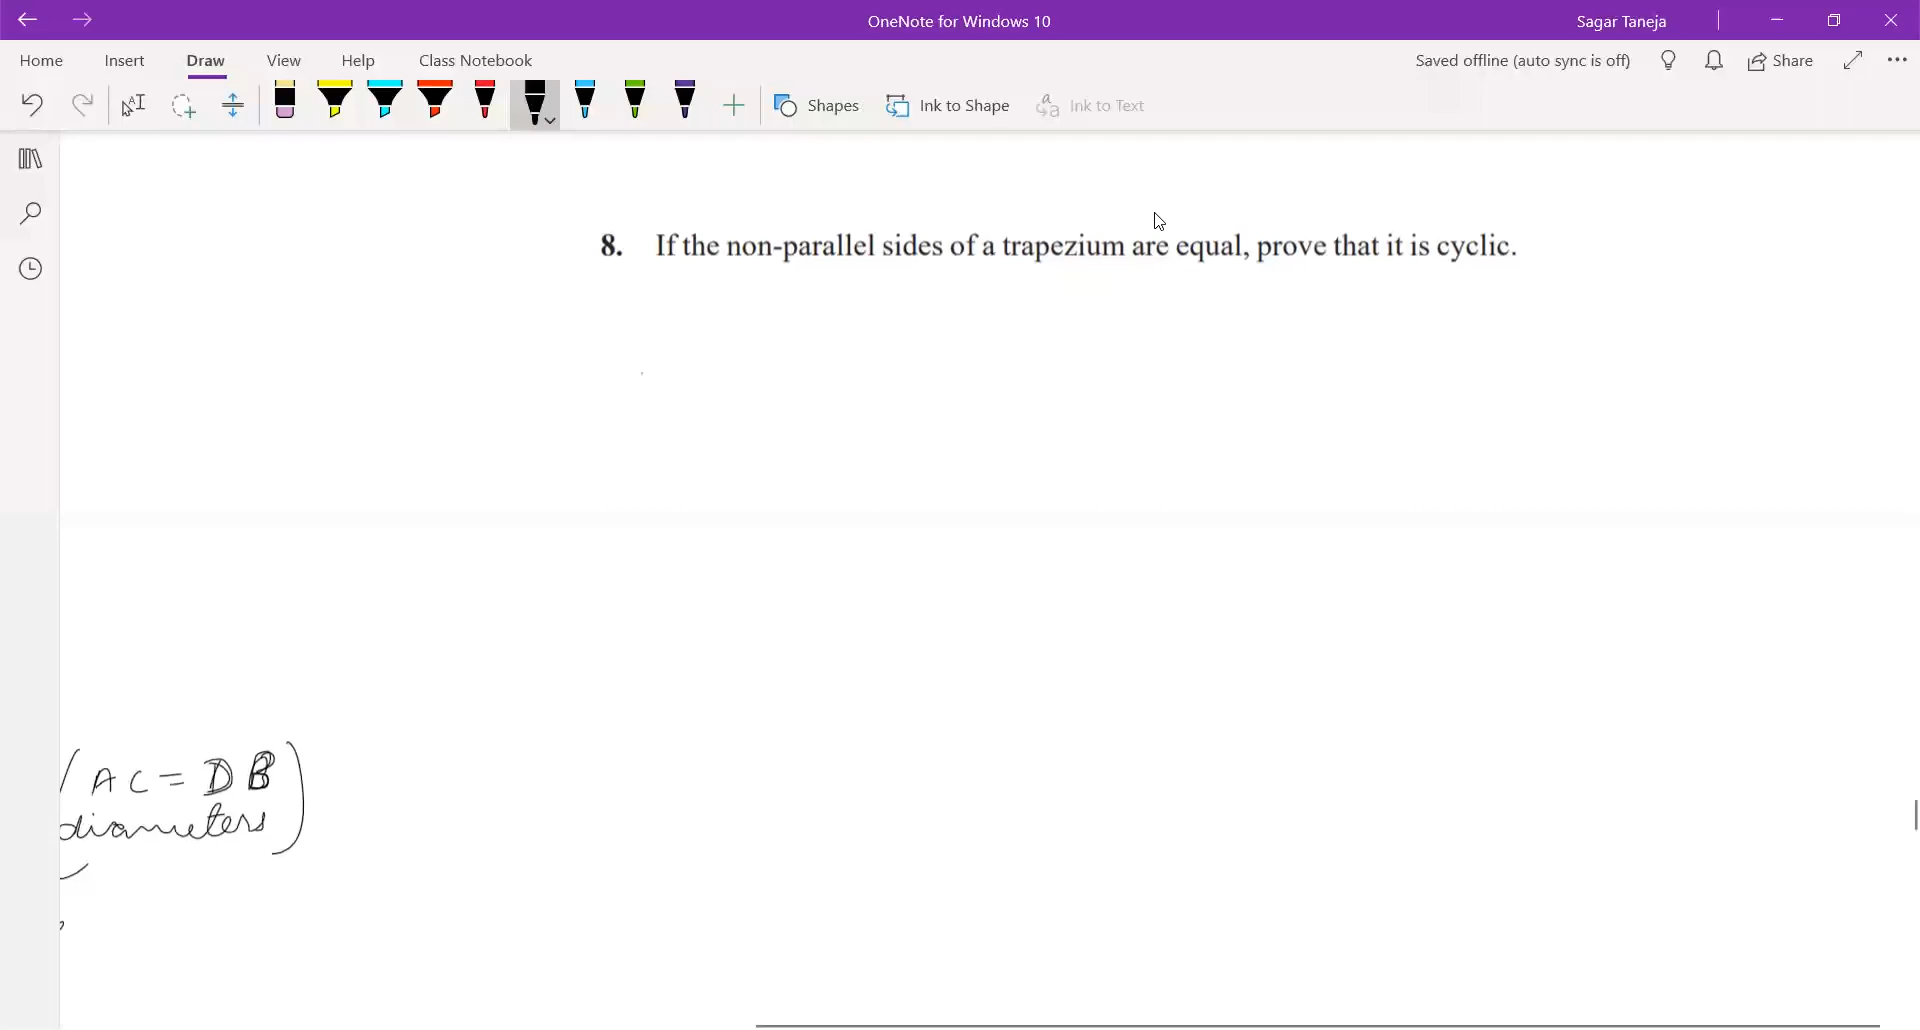 OneNote for Windows 10
Sagar Taneja
Home Insert Draw View Help Class Notebook
Saved offline (auto sync is off)
Share
Shapes
Ink to Shape
Ink to Text
8. If the non-parallel sides of a trapezium are equal, prove that it is cyclic.
(AC = DB
diameters)